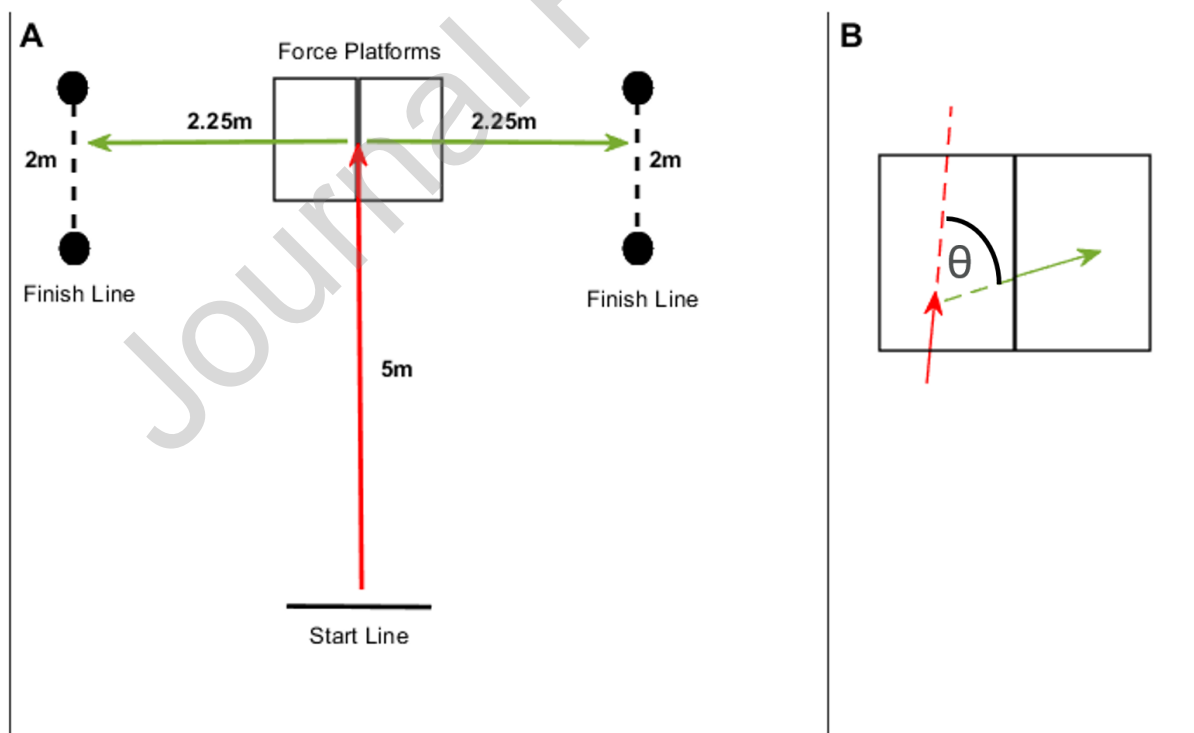 A
Force Platforms
2.25m
2.25m
2m
2m
Finish Line
Finish Line
5m
Start Line
B
θ
Journal